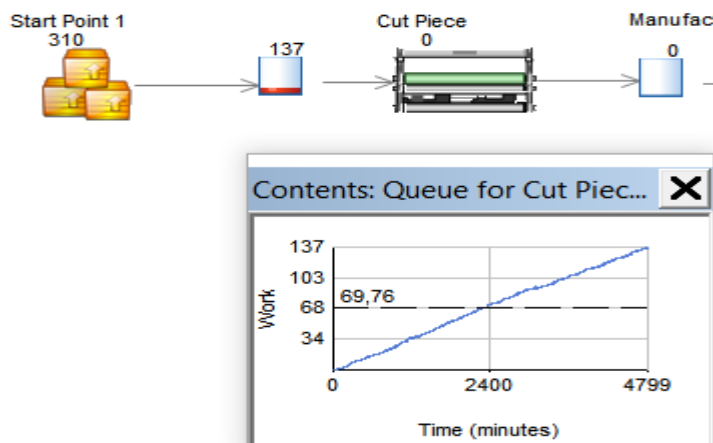 Start Point 1
310
137
Cut Piece
0
Manufac
0
Contents: Queue for Cut Piec...
137
103
68
34
69,76
Work
0
2400
4799
Time (minutes)